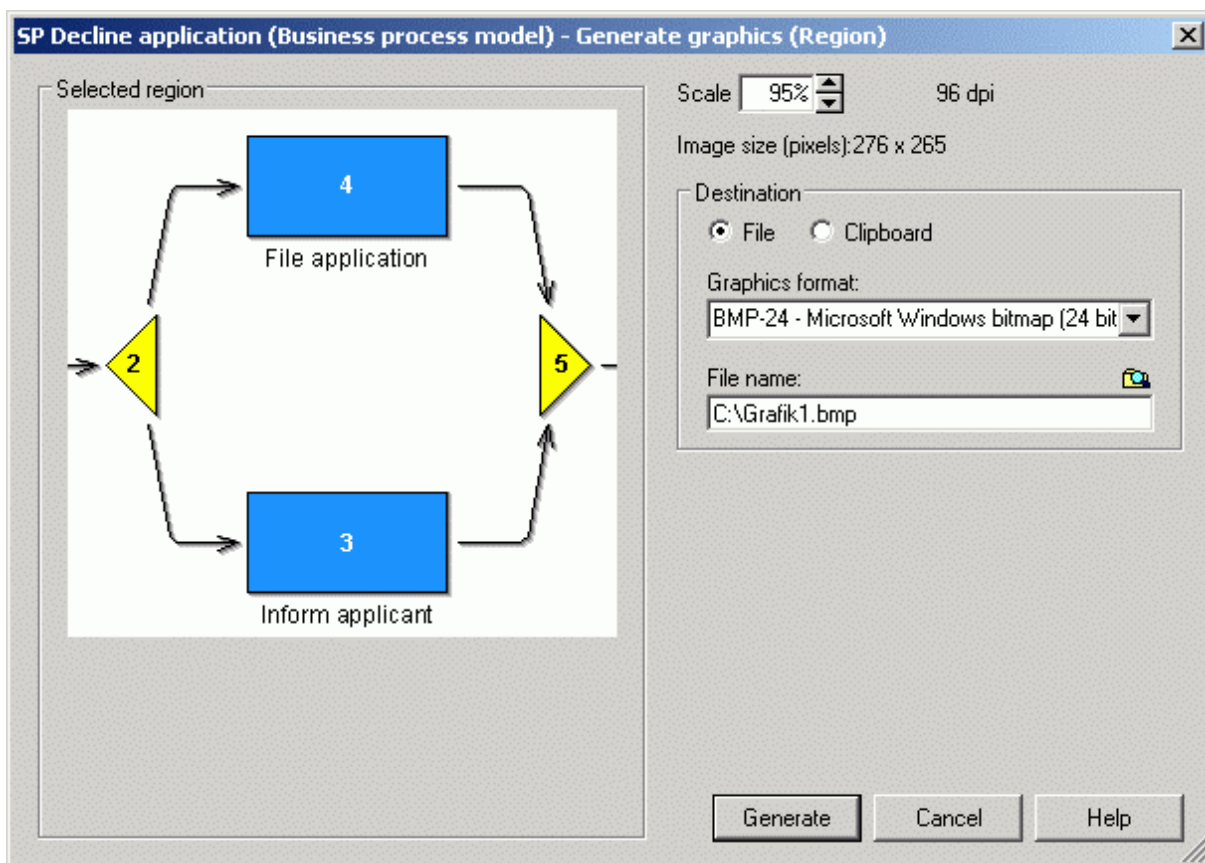 SP Decline application (Business process model) - Generate graphics (Region)
Selected region
4
File application
2
5
3
Inform applicant
Scale 95% 96 dpi
Image size (pixels):276 x 265
Destination
File Clipboard
Graphics format:
BMP-24 - Microsoft Windows bitmap (24 bit
File name:
C:\Grafik1.bmp
Generate Cancel Help